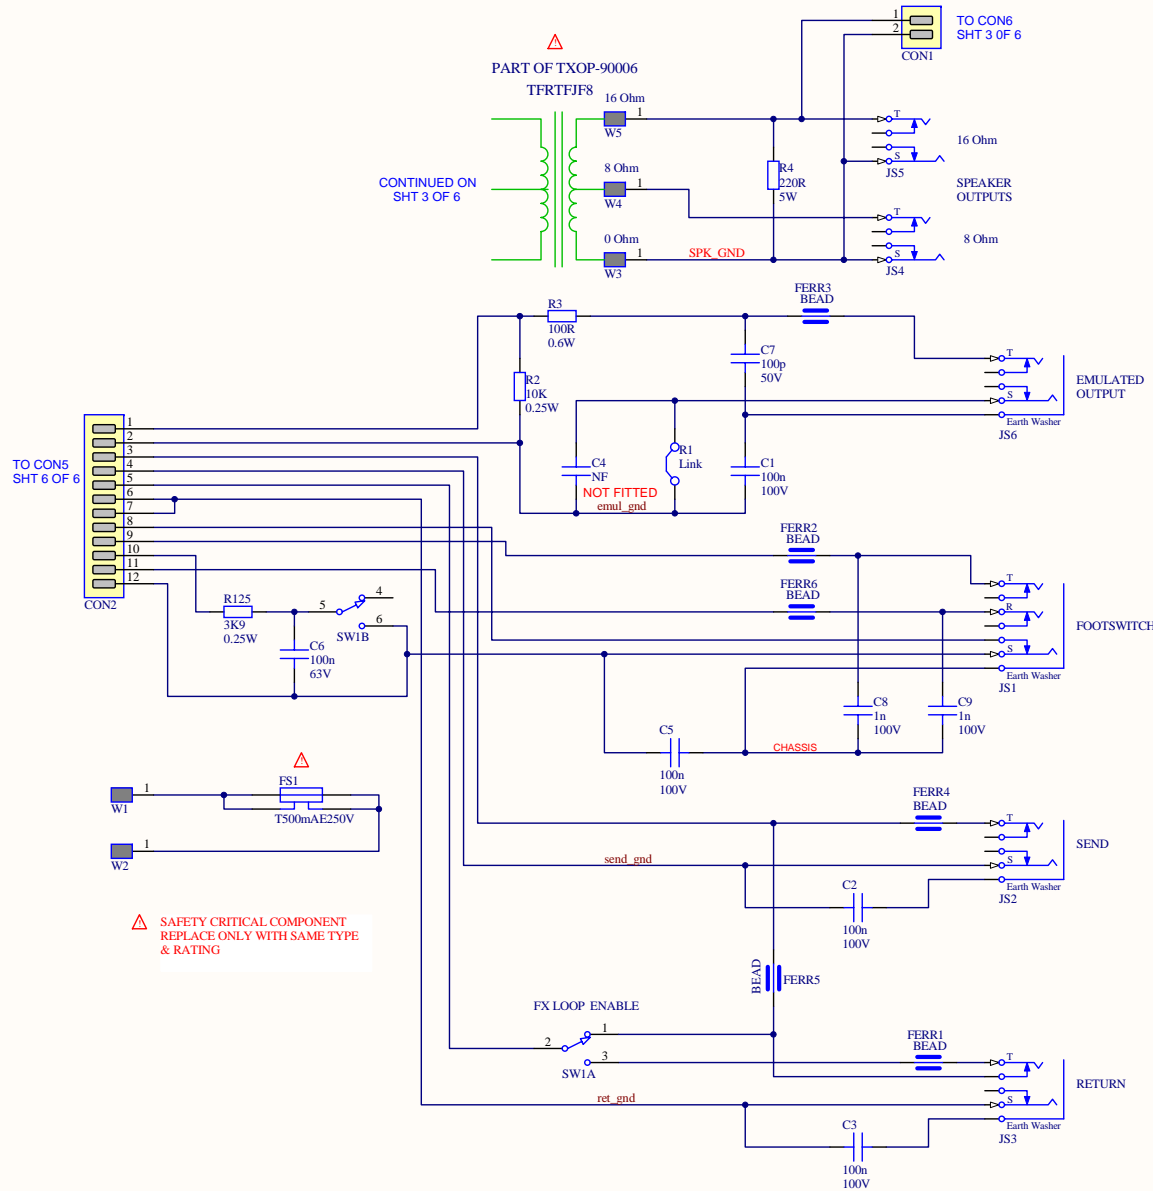 1
2
CON1
TO CON6
SHT 3 0F 6
PART OF TXOP-90006
TFRTFJF8
16 Ohm
1
W5
8 Ohm
1
W4
0 Ohm
1
W3
CONTINUED ON
SHT 3 OF 6
SPK_GND
R4
220R
5W
T
S
JS5
16 Ohm
SPEAKER
OUTPUTS
T
S
JS4
8 Ohm
FERR3
BEAD
R3
100R
0.6W
R2
10K
0.25W
C7
100p
50V
T
S
Earth Washer
JS6
EMULATED
OUTPUT
C4
NF
NOT FITTED
emul_gnd
R1
Link
C1
100n
100V
TO CON5
SHT 6 OF 6
1
2
3
4
5
6
7
8
9
10
11
12
CON2
R125
3K9
0.25W
C6
100n
63V
5
4
6
SW1B
FERR2
BEAD
FERR6
BEAD
T
R
S
Earth Washer
JS1
FOOTSWITCH
C8
1n
100V
C9
1n
100V
C5
100n
100V
CHASSIS
W1
1
FS1
T500mAE250V
W2
1
SAFETY CRITICAL COMPONENT
REPLACE ONLY WITH SAME TYPE
& RATING
FERR4
BEAD
T
S
Earth Washer
JS2
SEND
send_gnd
C2
100n
100V
BEAD
FERR5
FX LOOP ENABLE
2
1
3
SW1A
FERR1
BEAD
T
S
Earth Washer
JS3
RETURN
ret_gnd
C3
100n
100V